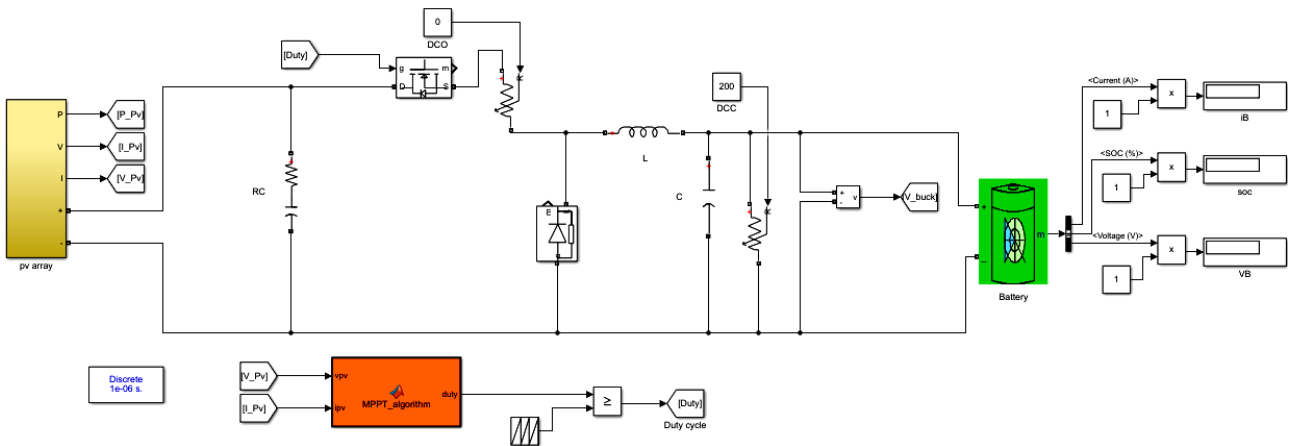 0
DCO
[Duty]
g
m
D
S
R
200
DCC
R
<Current (A)>
x
1
iB
P
[P_Pv]
V
[I_Pv]
I
[V_Pv]
+
-
pv array
RC
L
C
E
+
-
v
[V_buck]
<SOC (%)>
x
1
soc
+
m
–
Battery
<Voltage (V)>
x
1
VB
Discrete
1e-06 s.
[V_Pv]
vpv
[I_Pv]
ipv
MPPT_algorithm
duty
≥
[Duty]
Duty cycle